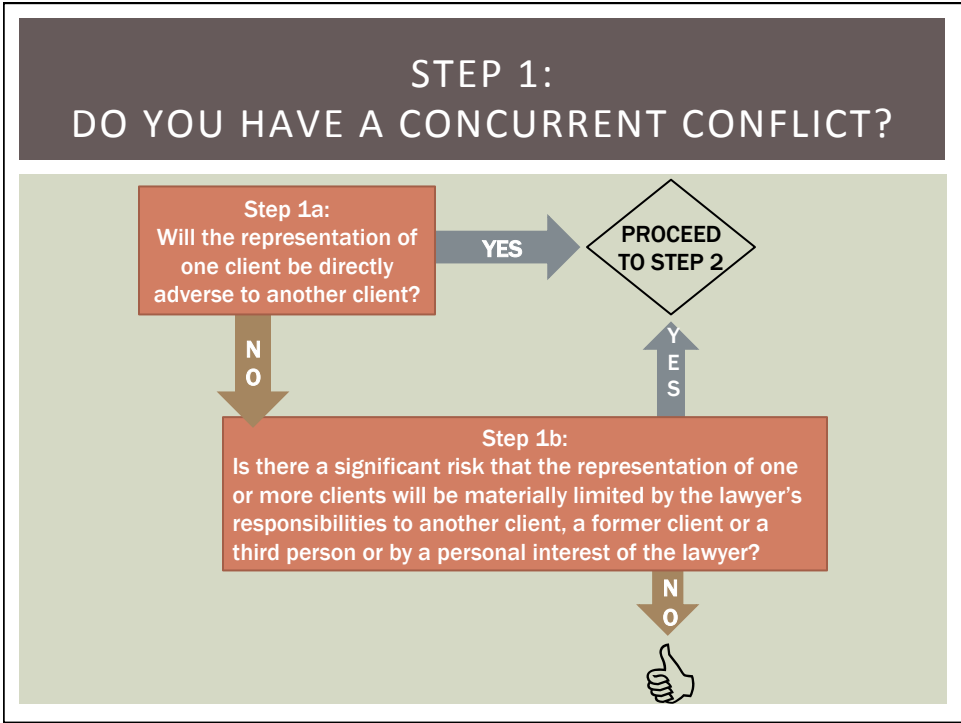 STEP 1:
DO YOU HAVE A CONCURRENT CONFLICT?
Step 1a:
Will the representation of
one client be directly
adverse to another client?
YES
PROCEED
TO STEP 2
NO
YES
Step 1b:
Is there a significant risk that the representation of one
or more clients will be materially limited by the lawyer's
responsibilities to another client, a former client or a
third person or by a personal interest of the lawyer?
NO